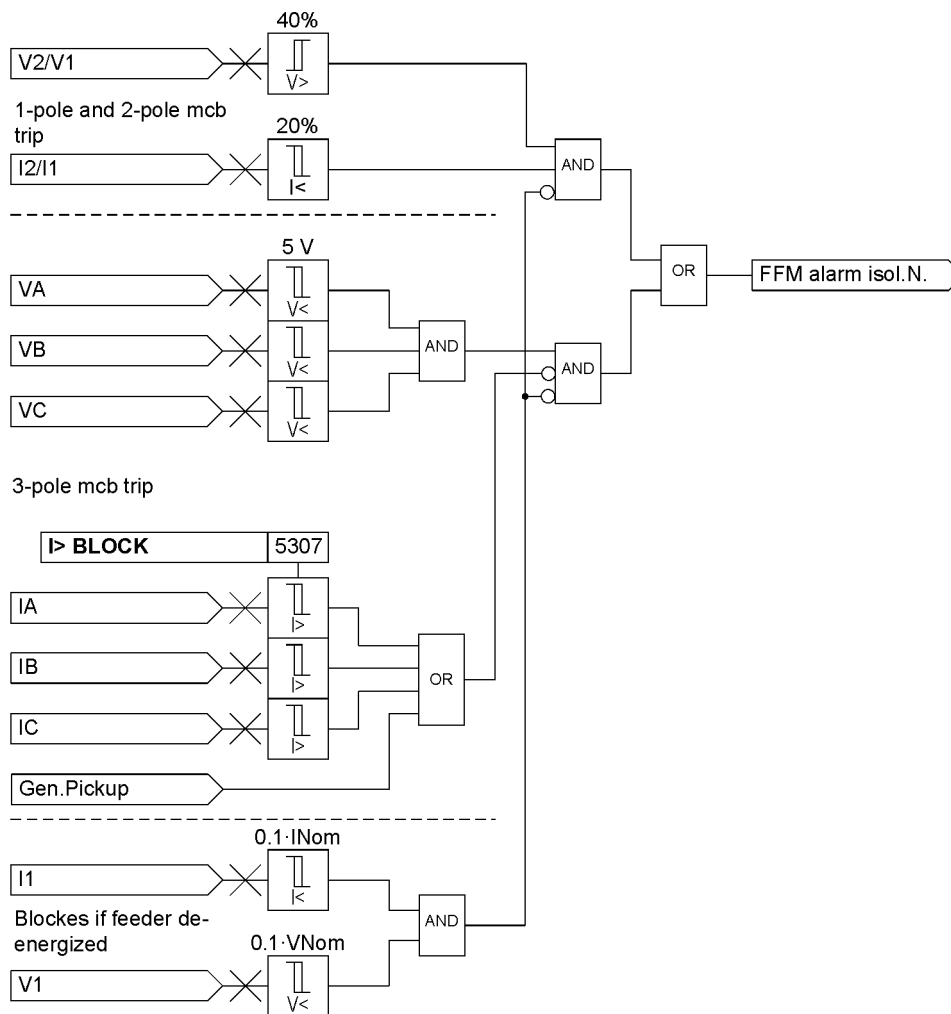 40%
V2/V1
V>
1-pole and 2-pole mcb
trip
20%
I2/I1
I<
AND
5 V
VA
V<
VB
V<
VC
V<
AND
AND
OR
FFM alarm isol.N.
3-pole mcb trip
I> BLOCK 5307
IA
I>
IB
I>
IC
I>
OR
Gen.Pickup
0.1·INom
I1
I<
Blockes if feeder de-
energized
0.1·VNom
V1
V<
AND